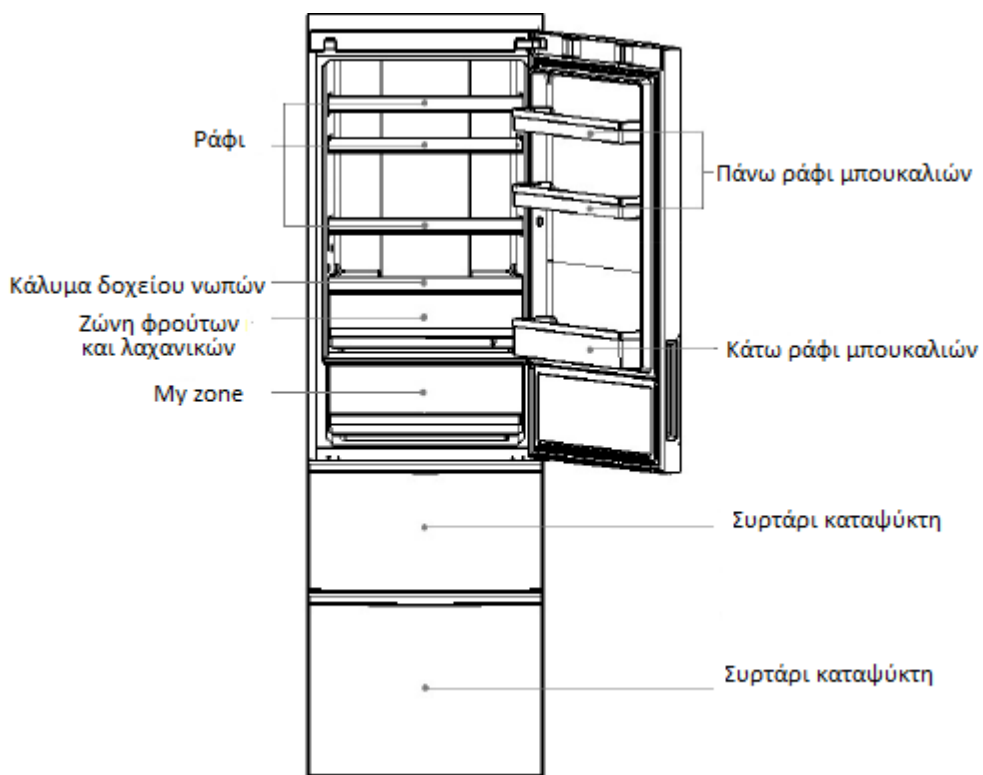 Ράφι
Πάνω ράφι μπουκαλιών
Κάλυμα δοχείου νωπών
Ζώνη φρούτων
και λαχανικών
Κάτω ράφι μπουκαλιών
My zone
Συρτάρι καταψύκτη
Συρτάρι καταψύκτη